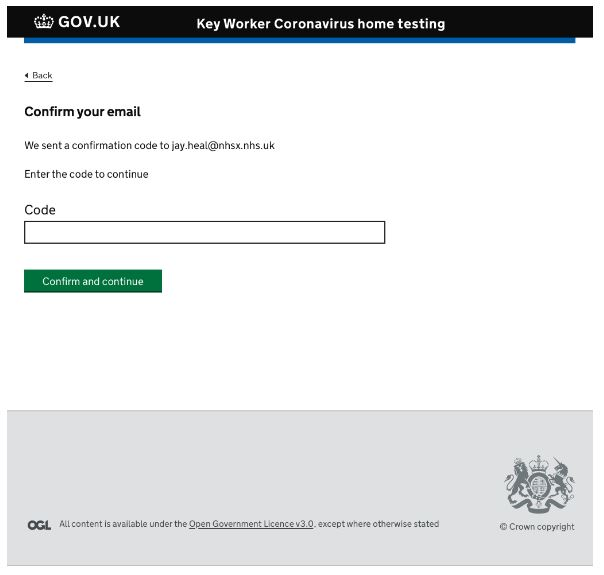 GOV.UK
Key Worker Coronavirus home testing
Back
Confirm your email
We sent a confirmation code to jay.heal@nhsx.nhs.uk
Enter the code to continue
Code
Confirm and continue
OGL All content is available under the Open Government Licence v3.0. except where otherwise stated
© Crown copyright